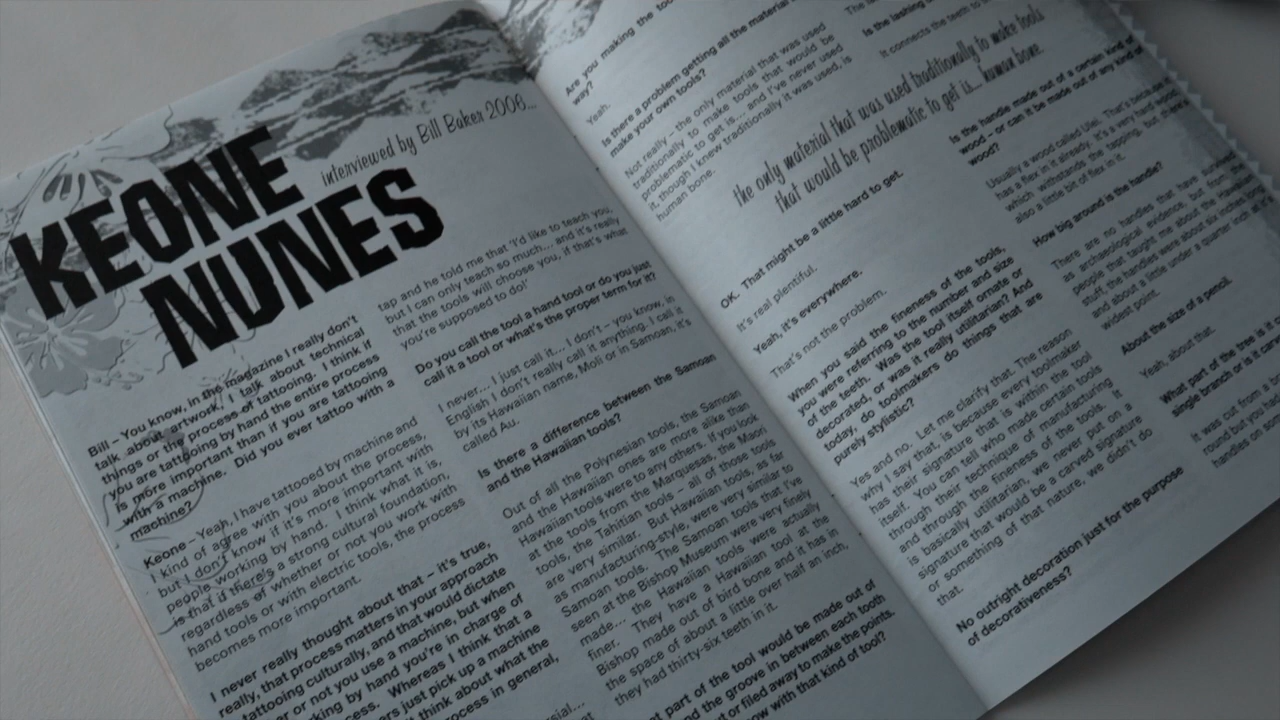 KEONE
NUNES
interviewed by Bill Baker 2006...
Bill – You know, in the magazine I really don't
talk about artwork, I talk about technical
things or the process of tattooing. I think if
you are tattooing by hand the entire process
is more important than if you are tattooing
with a machine. Did you ever tattoo with a
machine?
Keone – Yeah, I have tattooed by machine and
I kind of agree with you about the process,
but I don't know if it's more important with
people working by hand. I think what it is,
is that if there's a strong cultural foundation,
regardless of whether or not you work with
hand tools or with electric tools, the process
becomes more important.
I never really thought about that – it's true,
really, that process matters in your approach
tattooing culturally, and that would dictate
or not you use a machine, but when
by hand you're in charge of
Whereas I think that a
just pick up a machine
think about what the
in general,
tap and he told me that 'I'd like to teach you,
but I can only teach so much... and it's really
that the tools will choose you, if that's what
you're supposed to do!'
Do you call the tool a hand tool or do you just
call it a tool or what's the proper term for it?
I never... I just call it... I don't – you know, in
English I don't really call it anything. I call it
by its Hawaiian name, Moli or in Samoan, it's
called Au.
Is there a difference between the Samoan
and the Hawaiian tools?
Out of all the Polynesian tools, the Samoan
and the Hawaiian ones are more alike than
Hawaiian tools were to any others. If you look
at the tools from the Marquesas, the Maori
tools, the Tahitian tools – all of those tools
are very similar. But Hawaiian tools, as far
as manufacturing-style, were very similar to
Samoan tools. The Samoan tools that I've
seen at the Bishop Museum were very finely
made... the Hawaiian tools were actually
finer. They have a Hawaiian tool at the
Bishop made out of bird bone and it has in
the space of about a little over half an inch,
they had thirty-six teeth in it.
part of the tool would be made out of
and the groove in between each tooth
or filed away to make the points.
with that kind of tool?
Are you making the
way?
Yeah.
Is there a problem getting all the material
make your own tools?
Not really – the only material that was used
traditionally to make tools that would be
problematic to get is... and I've never used
it, though I knew traditionally it was used, is
human bone.
the only material that was used traditionally to make tools
that would be problematic to get is... human bone.
OK. That might be a little hard to get.
It's real plentiful.
Yeah, it's everywhere.
That's not the problem.
When you said the fineness of the tools,
you were referring to the number and size
of the teeth. Was the tool itself ornate or
decorated, or was it really utilitarian? And
today, do toolmakers do things that are
purely stylistic?
Yes and no. Let me clarify that. The reason
why I say that, is because every toolmaker
has their signature that is within the tool
itself. You can tell who made certain tools
through their technique of manufacturing
and through the fineness of the tools. It
is basically utilitarian, we never put on a
signature that would be a carved signature
or something of that nature, we didn't do
that.
No outright decoration just for the purpose
of decorativeness?
Is the lashing
It connects the teeth to
Is the handle made out of a certain kind of
wood – or can it be made out of any kind
wood?
Usually a wood called Ulei. That's because
has a flex in it already. It's a very hard
which withstands the tapping, but
also a little bit of flex in it.
How big around is the handle?
There are no handles that have survived
as archaeological evidence, but from
people that taught me about the
stuff, the handles were about six inches
and about a little under a quarter inch at it's
widest point.
About the size of a pencil.
Yeah, about that.
What part of the tree is it
single branch or is it
It was cut from a
round but you
handles on